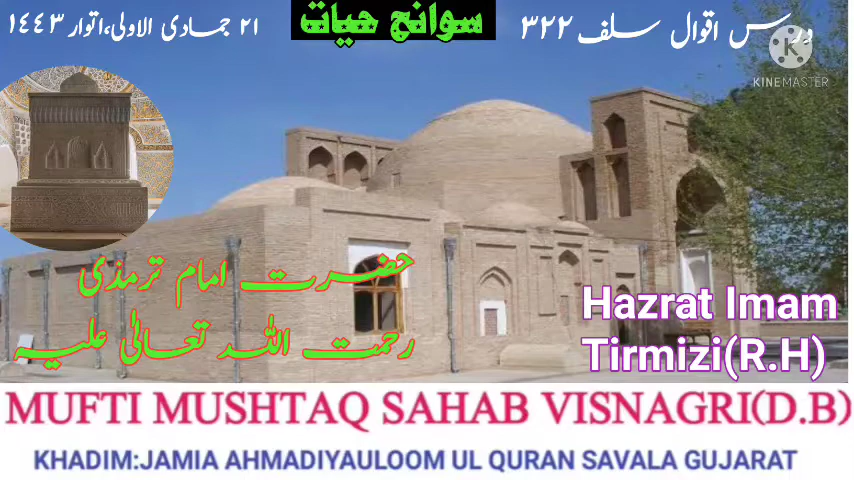 درس اقوال سلف ۳۲۲
سوانح حیات
۲۱ جمادی الاولی،اتوار ۱۴۴۳
KINEMASTER
حضرت امام ترمذی
رحمت اللہ تعالیٰ علیہ
Hazrat Imam
Tirmizi(R.H)
MUFTI MUSHTAQ SAHAB VISNAGRI(D.B)
KHADIM:JAMIA AHMADIYAULOOM UL QURAN SAVALA GUJARAT